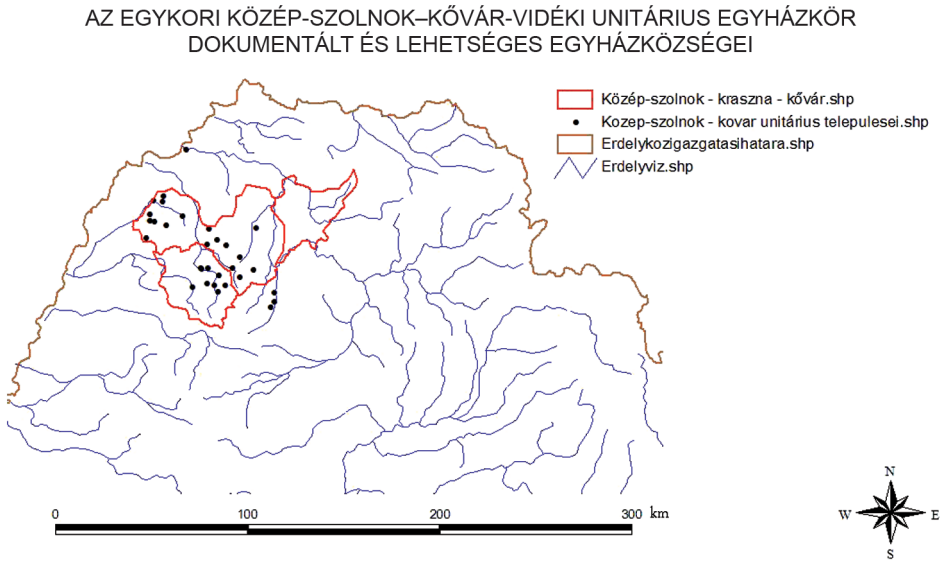 AZ EGYKORI KÖZÉP-SZOLNOK–KŐVÁR-VIDÉKI UNITÁRIUS EGYHÁZKÖR
DOKUMENTÁLT ÉS LEHETSÉGES EGYHÁZKÖZSÉGEI
Közép-szolnok - kraszna - kővár.shp
Kozep-szolnok - kovar unitárius telepulesei.shp
Erdelykozigazgatasihatara.shp
Erdelyviz.shp
0 100 200 300 km
N
W E
S